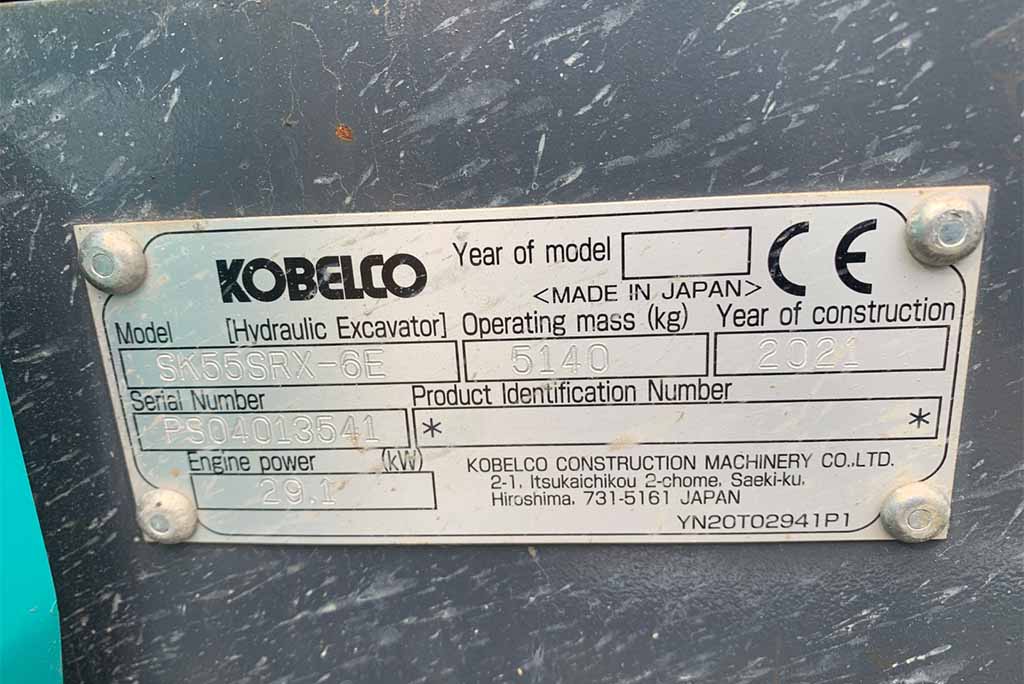 KOBELCO
Year of model
CE
<MADE IN JAPAN>
Model [Hydraulic Excavator] Operating mass (kg) Year of construction
SK55SRX-6E 5140 2021
Serial Number Product Identification Number
PS04013541 * *
Engine power (kW)
29.1
KOBELCO CONSTRUCTION MACHINERY CO.,LTD.
2-1, Itsukaichikou 2-chome, Saeki-ku,
Hiroshima, 731-5161 JAPAN
YN20T02941P1